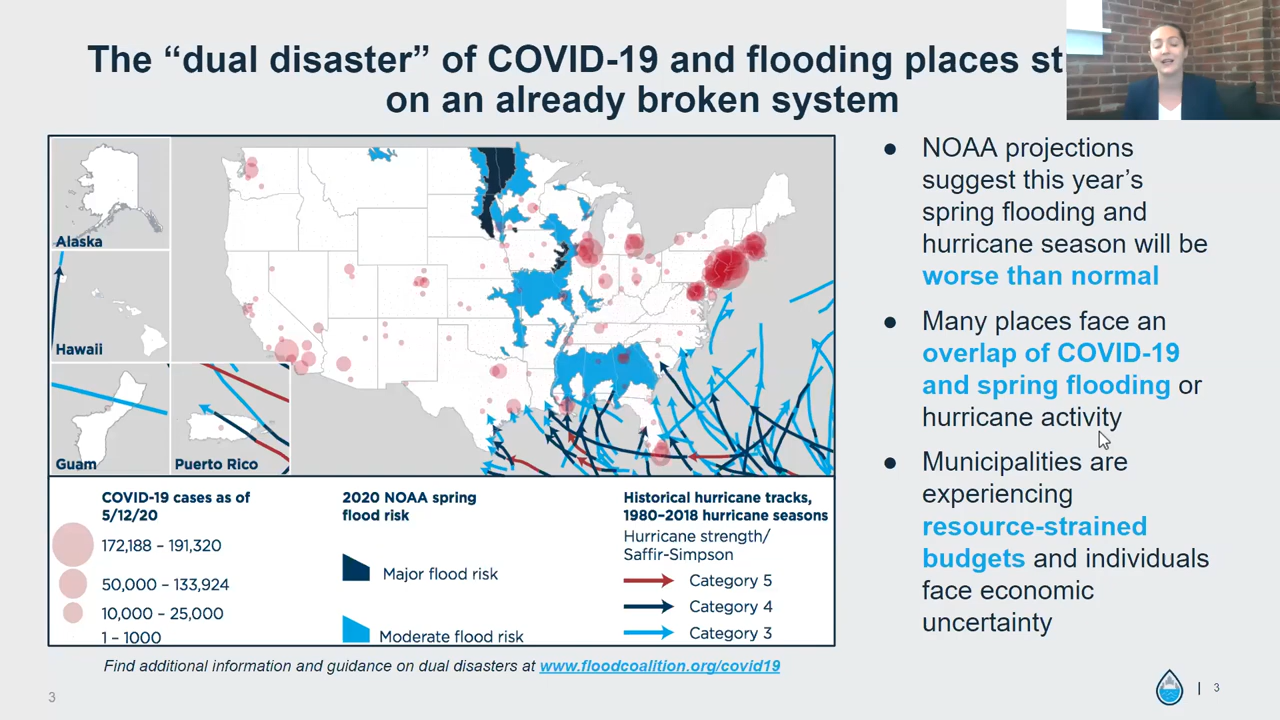 The “dual disaster” of COVID-19 and flooding places st
on an already broken system
Alaska
Hawaii
Guam
Puerto Rico
COVID-19 cases as of
5/12/20
172,188 – 191,320
50,000 – 133,924
10,000 – 25,000
1 – 1000
2020 NOAA spring
flood risk
Major flood risk
Moderate flood risk
Historical hurricane tracks,
1980–2018 hurricane seasons
Hurricane strength/
Saffir-Simpson
Category 5
Category 4
Category 3
Find additional information and guidance on dual disasters at www.floodcoalition.org/covid19
● NOAA projections
suggest this year’s
spring flooding and
hurricane season will be
worse than normal
● Many places face an
overlap of COVID-19
and spring flooding or
hurricane activity
● Municipalities are
experiencing
resource-strained
budgets and individuals
face economic
uncertainty
3
| 3